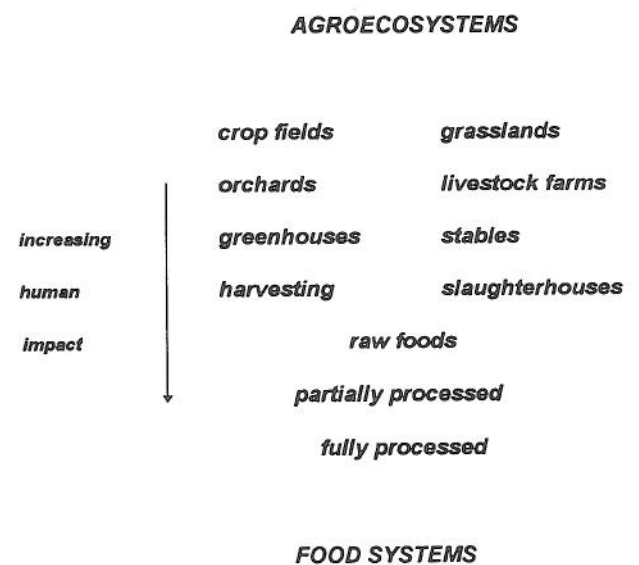 AGROECOSYSTEMS
crop fields grasslands
orchards livestock farms
increasing greenhouses stables
human harvesting slaughterhouses
impact raw foods
partially processed
fully processed
FOOD SYSTEMS